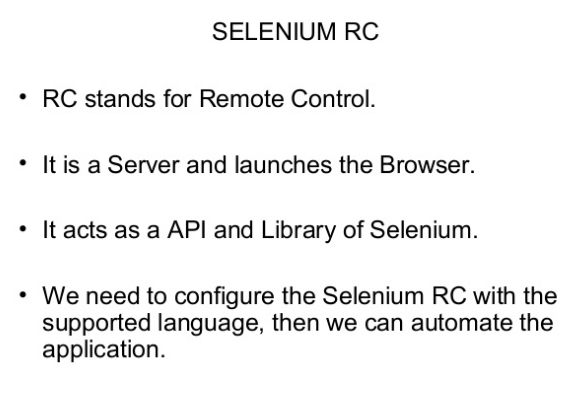 SELENIUM RC
• RC stands for Remote Control.
• It is a Server and launches the Browser.
• It acts as a API and Library of Selenium.
• We need to configure the Selenium RC with the
supported language, then we can automate the
application.